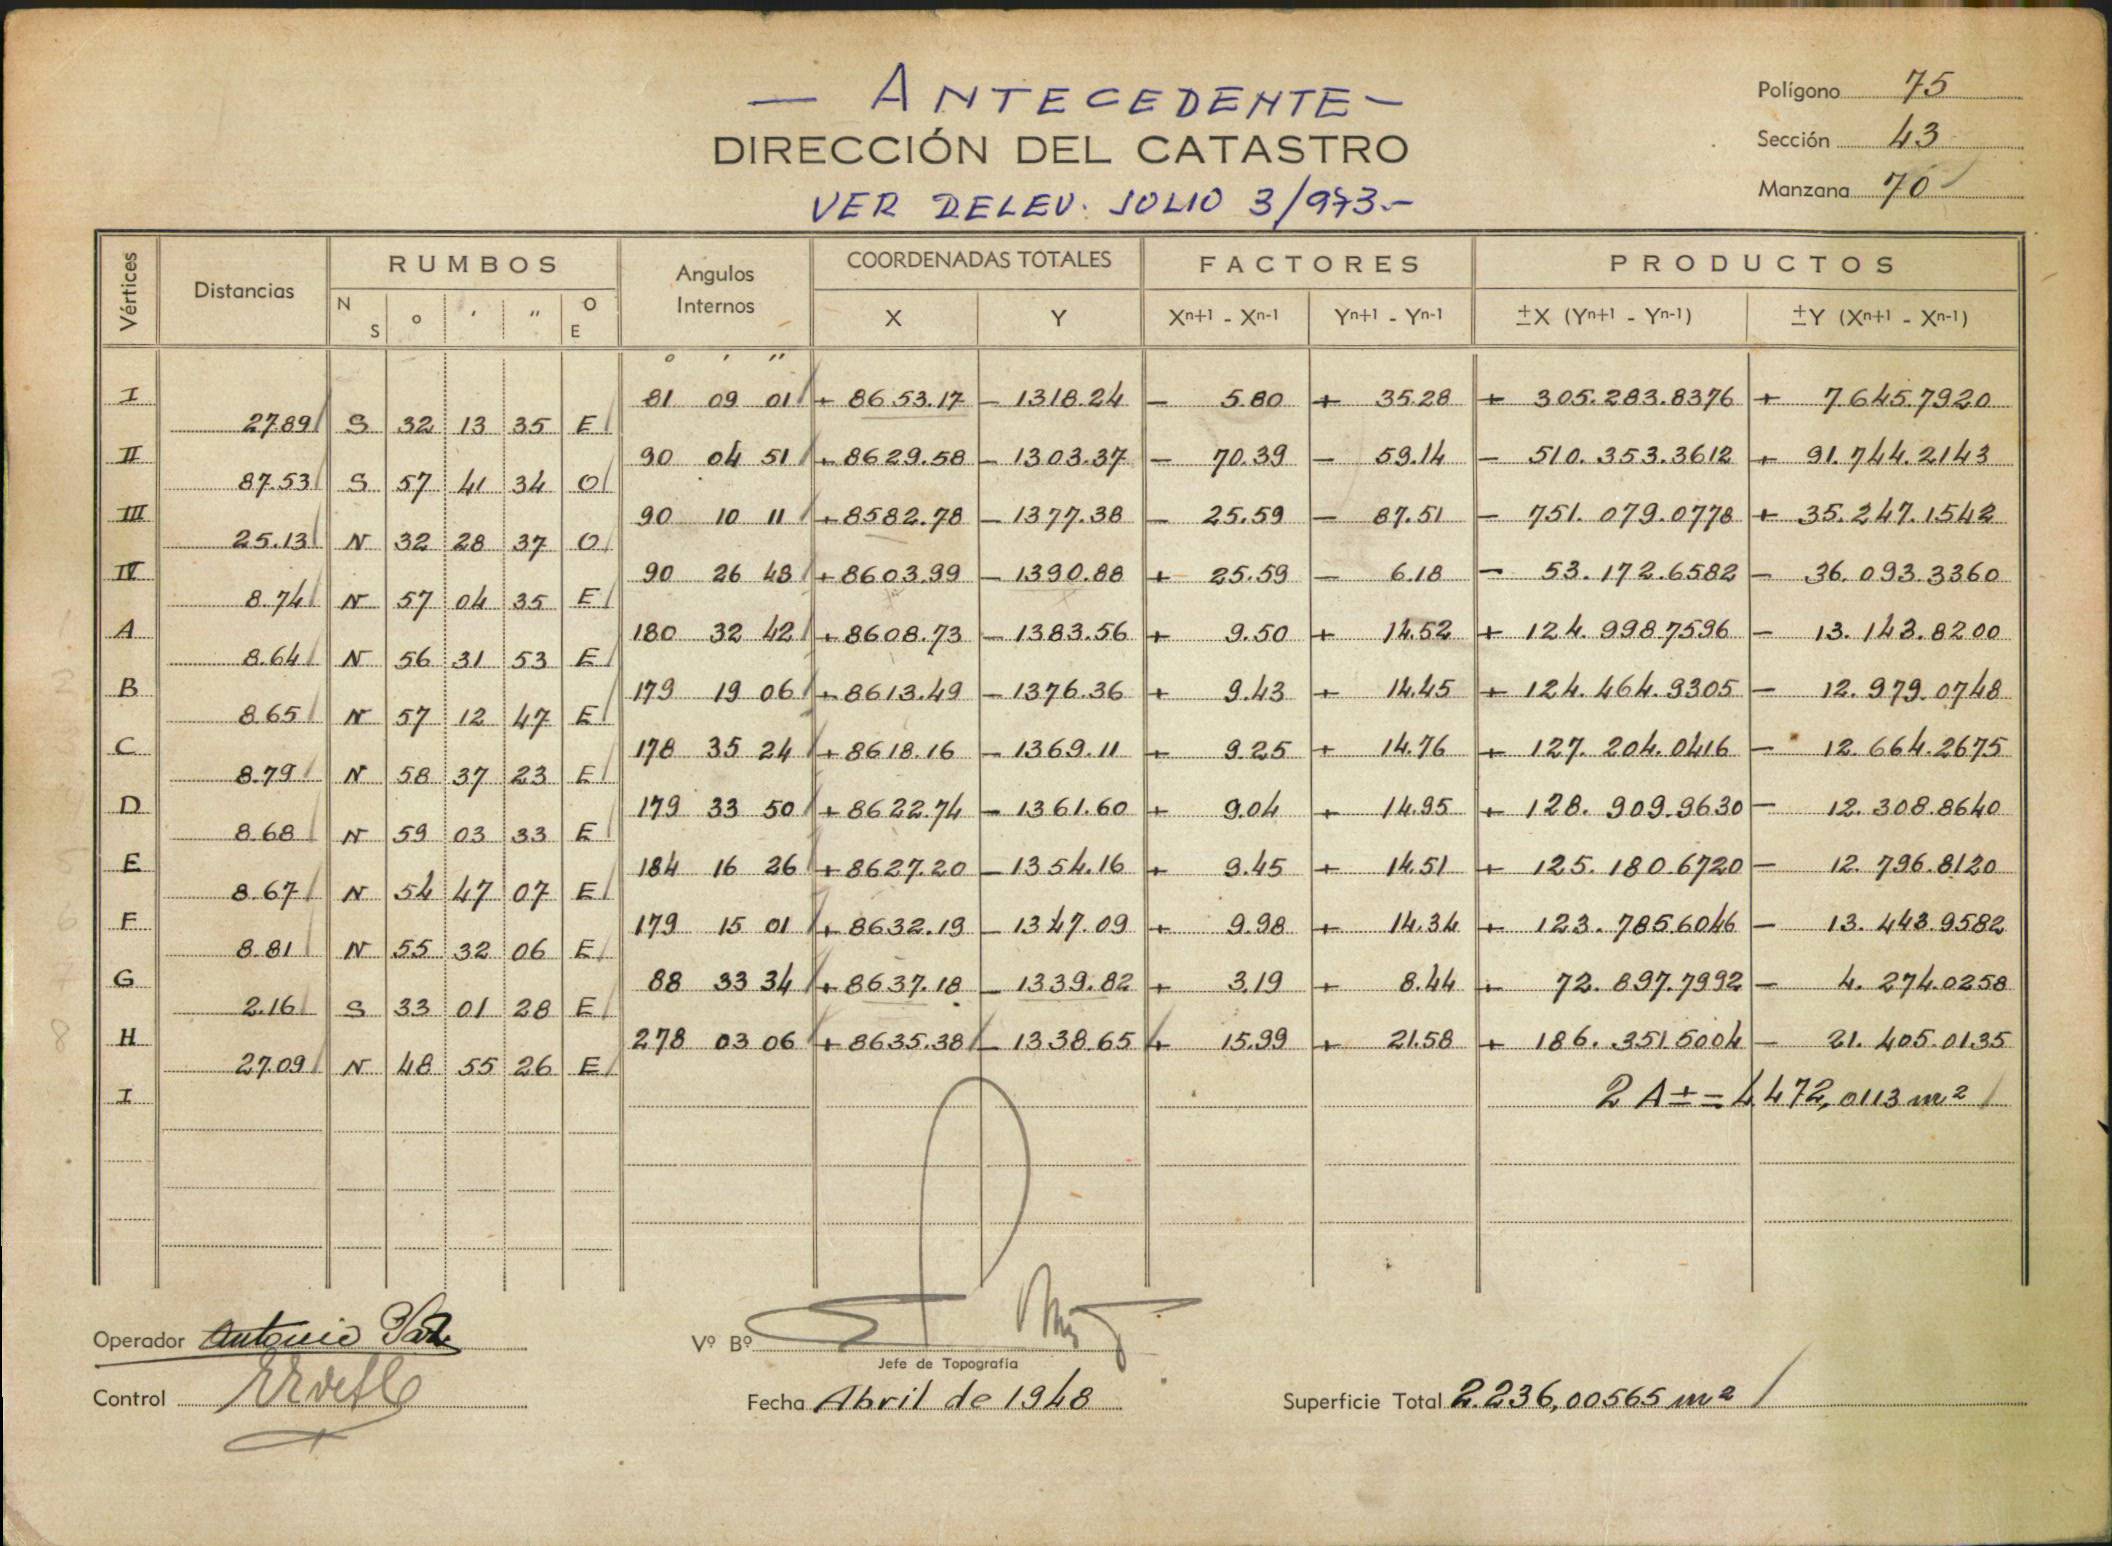 — ANTECEDENTE —
DIRECCIÓN DEL CATASTRO
VER RELEV. JULIO 3/973.-
Polígono 75
Sección 43
Manzana 70
Vértices Distancias RUMBOS Angulos Internos COORDENADAS TOTALES FACTORES PRODUCTOS
N S ° ' " O E X Y Xn+1 - Xn-1 Yn+1 - Yn-1 ±X (Yn+1 - Yn-1) ±Y (Xn+1 - Xn-1)
° ' "
I 81 09 01 + 8653.17 - 1318.24 - 5.80 + 35.28 + 305.283.8376 + 7.645.7920
27.89 S 32 13 35 E
II 90 04 51 + 8629.58 - 1303.37 - 70.39 - 59.14 - 510.353.3612 + 91.744.2143
87.53 S 57 41 34 O
III 90 10 11 + 8582.78 - 1377.38 - 25.59 - 87.51 - 751.079.0778 + 35.247.1542
25.13 N 32 28 37 O
IV 90 26 48 + 8603.99 - 1390.88 + 25.59 - 6.18 - 53.172.6582 - 36.093.3360
8.74 N 57 04 35 E
A 180 32 42 + 8608.73 - 1383.56 + 9.50 + 14.52 + 124.998.7596 - 13.143.8200
8.64 N 56 31 53 E
B 179 19 06 + 8613.49 - 1376.36 + 9.43 + 14.45 + 124.464.9305 - 12.979.0748
8.65 N 57 12 47 E
C 178 35 24 + 8618.16 - 1369.11 + 9.25 + 14.76 + 127.204.0416 - 12.664.2675
8.79 N 58 37 23 E
D 179 33 50 + 8622.74 - 1361.60 + 9.04 + 14.95 + 128.909.9630 - 12.308.8640
8.68 N 59 03 33 E
E 184 16 26 + 8627.20 - 1354.16 + 9.45 + 14.51 + 125.180.6720 - 12.796.8120
8.67 N 54 47 07 E
F 179 15 01 + 8632.19 - 1347.09 + 9.98 + 14.34 + 123.785.6046 - 13.443.9582
8.81 N 55 32 06 E
G 88 33 34 + 8637.18 - 1339.82 + 3.19 + 8.44 + 72.897.7992 - 4.274.0258
2.16 S 33 01 28 E
H 278 03 06 + 8635.38 - 1338.65 + 15.99 + 21.58 + 186.351.5004 - 21.405.0135
27.09 N 48 55 26 E
I 2 A ± = 4.472,0113 m²
Operador Antonio
Vº Bº
Jefe de Topografía
Control
Fecha Abril de 1948
Superficie Total 2.236,00565 m²